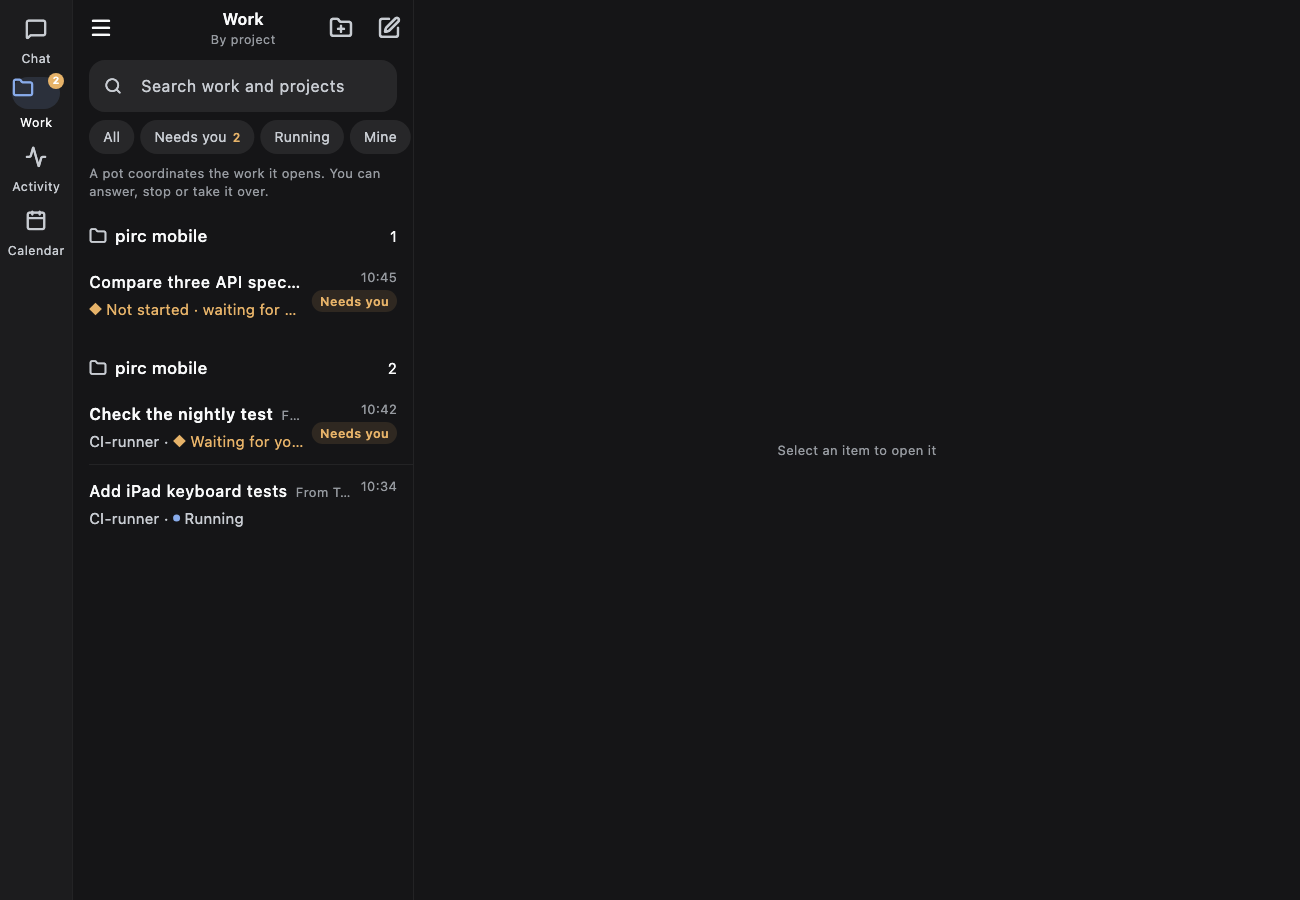 Chat
2
Work
Activity
Calendar
Work
By project
Search work and projects
All
Needs you 2
Running
Mine
A pot coordinates the work it opens. You can
answer, stop or take it over.
pirc mobile 1
Compare three API spec... 10:45
Not started · waiting for ... Needs you
pirc mobile 2
Check the nightly test F... 10:42
CI-runner · Waiting for yo... Needs you
Add iPad keyboard tests From T... 10:34
CI-runner · Running
Select an item to open it